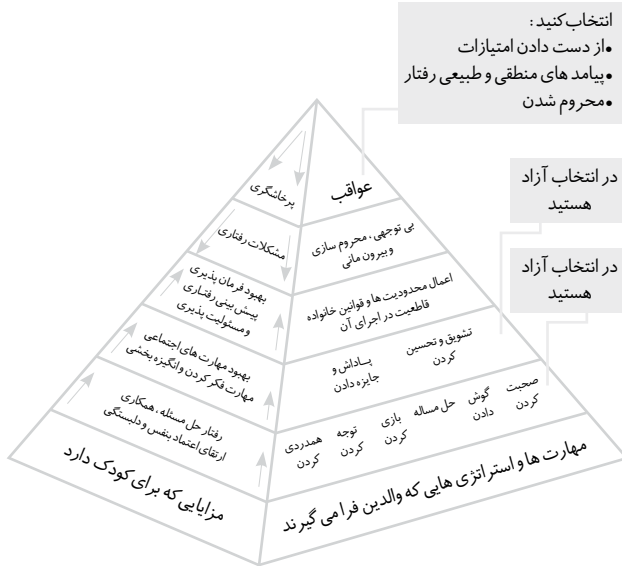 انتخاب کنید :
•از دست دادن امتیازات
•پیامد های منطقی و طبیعی رفتار
•محروم شدن
در انتخاب آزاد
هستید
در انتخاب آزاد
هستید
عواقب
پرخاشگری
بی توجهی، محروم سازی
و بیرون مانی
مشکلات رفتاری
اعمال محدودیت ها و قوانین خانواده
قاطعیت در اجرای آن
بهبود فرمان پذیری
پیش بینی رفتاری
و مسئولیت پذیری
تشویق و تحسین
کردن
پاداش و
جایزه دادن
بهبود مهارت های اجتماعی
مهارت فکر کردن و انگیزه بخشی
صحبت
کردن
گوش
دادن
حل مساله
بازی
کردن
توجه
کردن
همدردی
کردن
رفتار حل مسئله، همکاری
ارتقای اعتماد بنفس و دلبستگی
مهارت ها و استراتژی هایی که والدین فرا می گیرند
مزایایی که برای کودک دارد